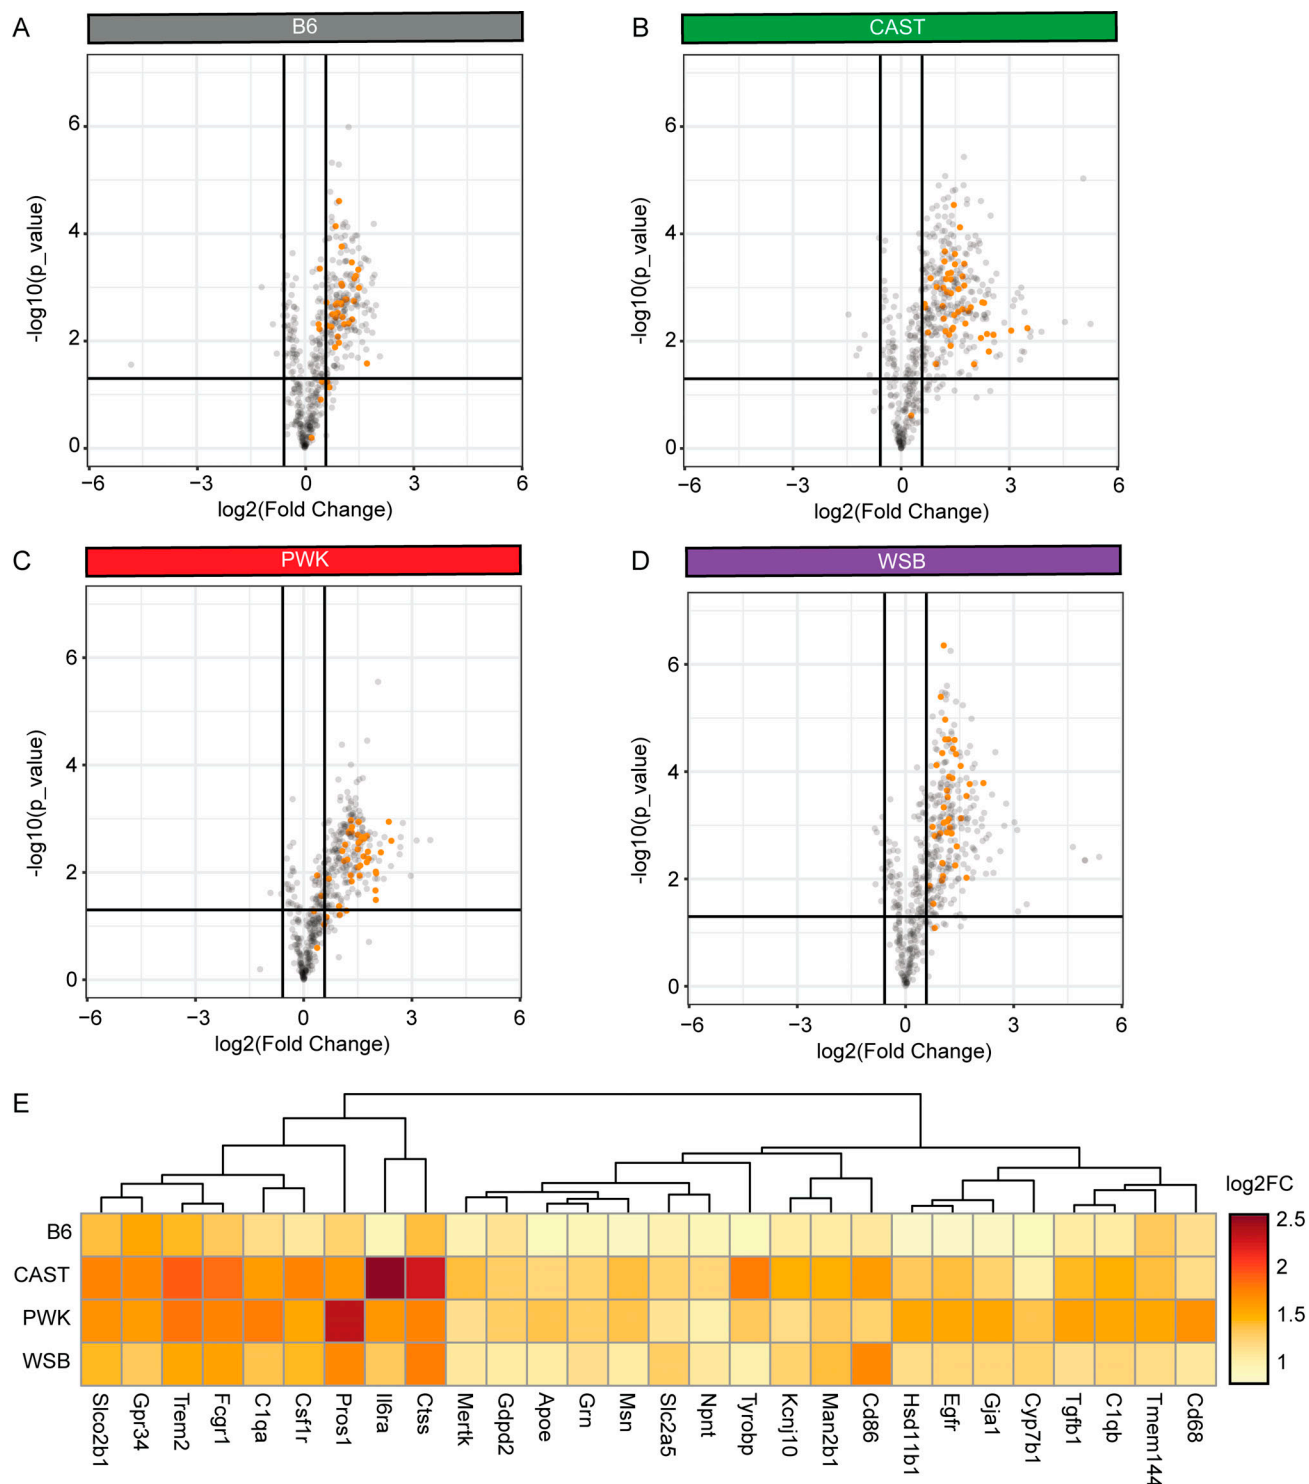 A
B6
6
4
2
0
-log10(p_value)
−6
−3
0
3
6
log2(Fold Change)
B
CAST
6
4
2
0
-log10(p_value)
−6
−3
0
3
6
log2(Fold Change)
C
PWK
6
4
2
0
-log10(p_value)
−6
−3
0
3
6
log2(Fold Change)
D
WSB
6
4
2
0
-log10(p_value)
−6
−3
0
3
6
log2(Fold Change)
E
B6
CAST
PWK
WSB
Slco2b1
Gpr34
Trem2
Fcgr1
C1qa
Csf1r
Pros1
Il6ra
Ctss
Mertk
Gdpd2
Apoe
Grn
Msn
Slc2a5
Npnt
Tyrobp
Kcnj10
Man2b1
Cd86
Hsd11b1
Egfr
Gja1
Cyp7b1
Tgfb1
C1qb
Tmem144
Cd68
log2FC
2.5
2
1.5
1